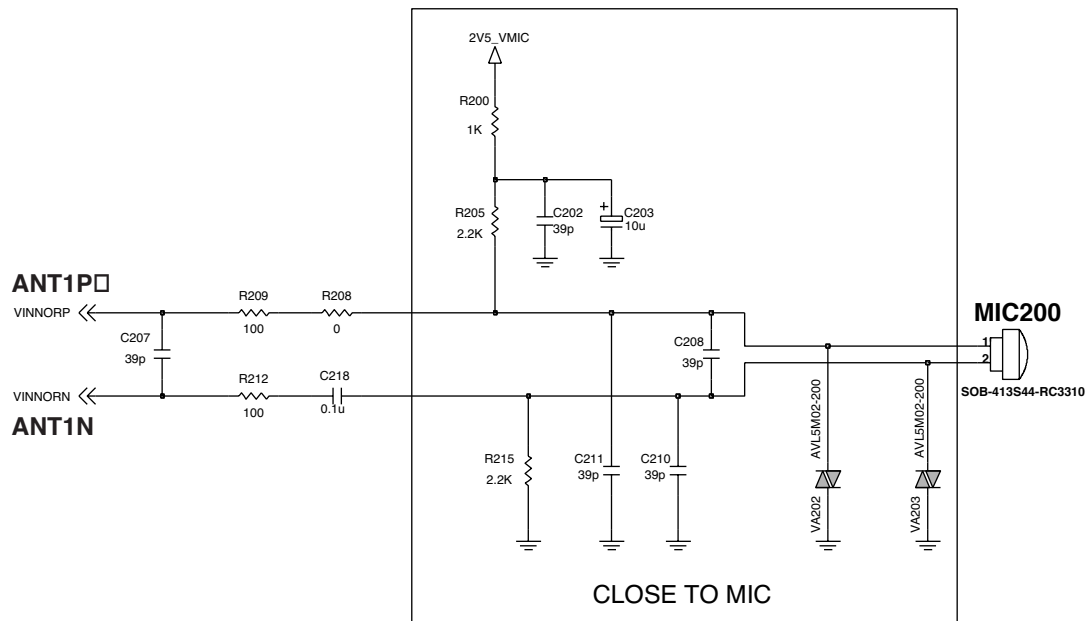 2V5_VMIC
R200
1K
R205
2.2K
C202
39p
+
C203
10u
ANT1P□
VINNORP
R209
100
R208
0
C207
39p
C208
39p
MIC200
1
2
SOB-413S44-RC3310
VINNORN
ANT1N
R212
100
C218
0.1u
R215
2.2K
C211
39p
C210
39p
AVL5M02-200
VA202
AVL5M02-200
VA203
CLOSE TO MIC